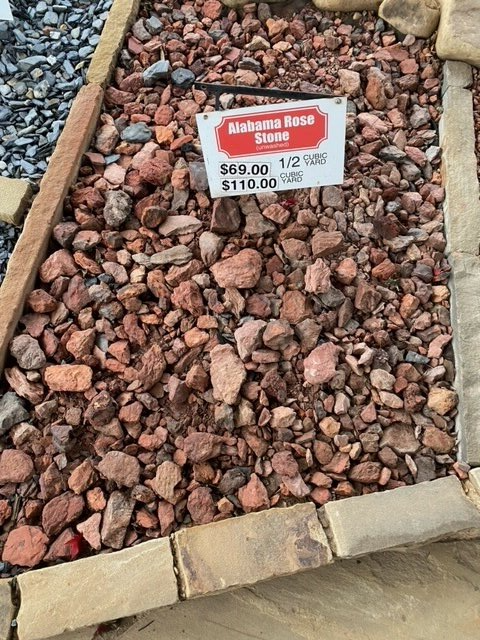 Alabama Rose
Stone
(unwashed)
$69.00 1/2 CUBIC YARD
$110.00 CUBIC YARD